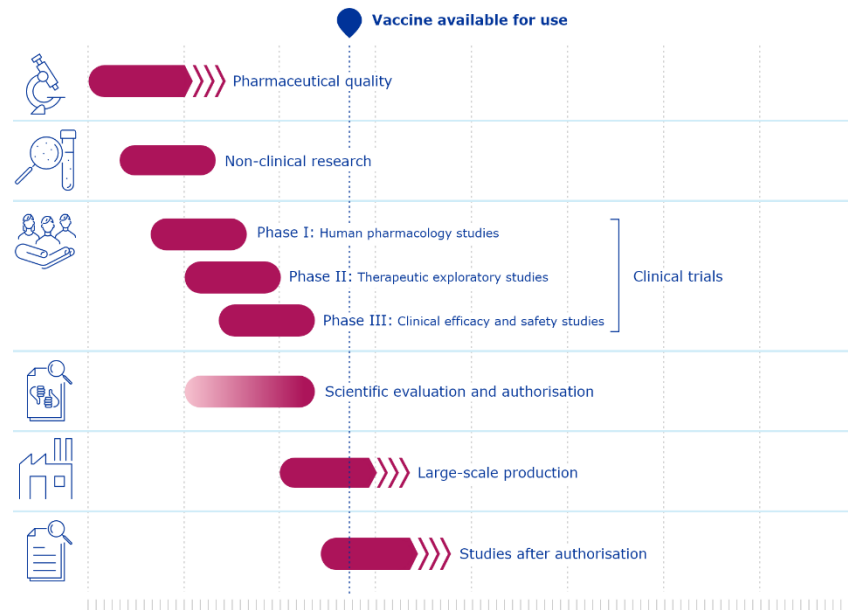 Vaccine available for use
Pharmaceutical quality
Non-clinical research
Phase I: Human pharmacology studies
Phase II: Therapeutic exploratory studies
Clinical trials
Phase III: Clinical efficacy and safety studies
Scientific evaluation and authorisation
Large-scale production
Studies after authorisation